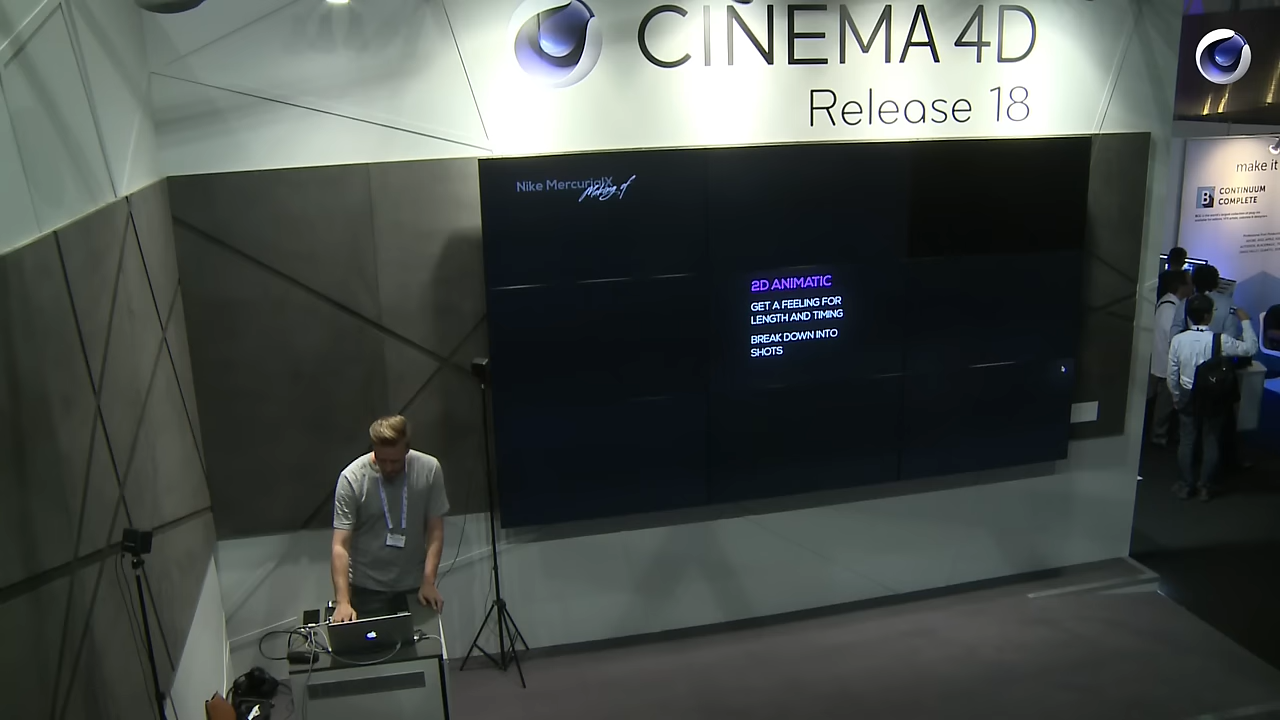 CINEMA 4D
Release 18
Nike MercurialX
Making of
2D ANIMATIC
GET A FEELING FOR
LENGTH AND TIMING
BREAK DOWN INTO
SHOTS
make it
B CONTINUUM
COMPLETE